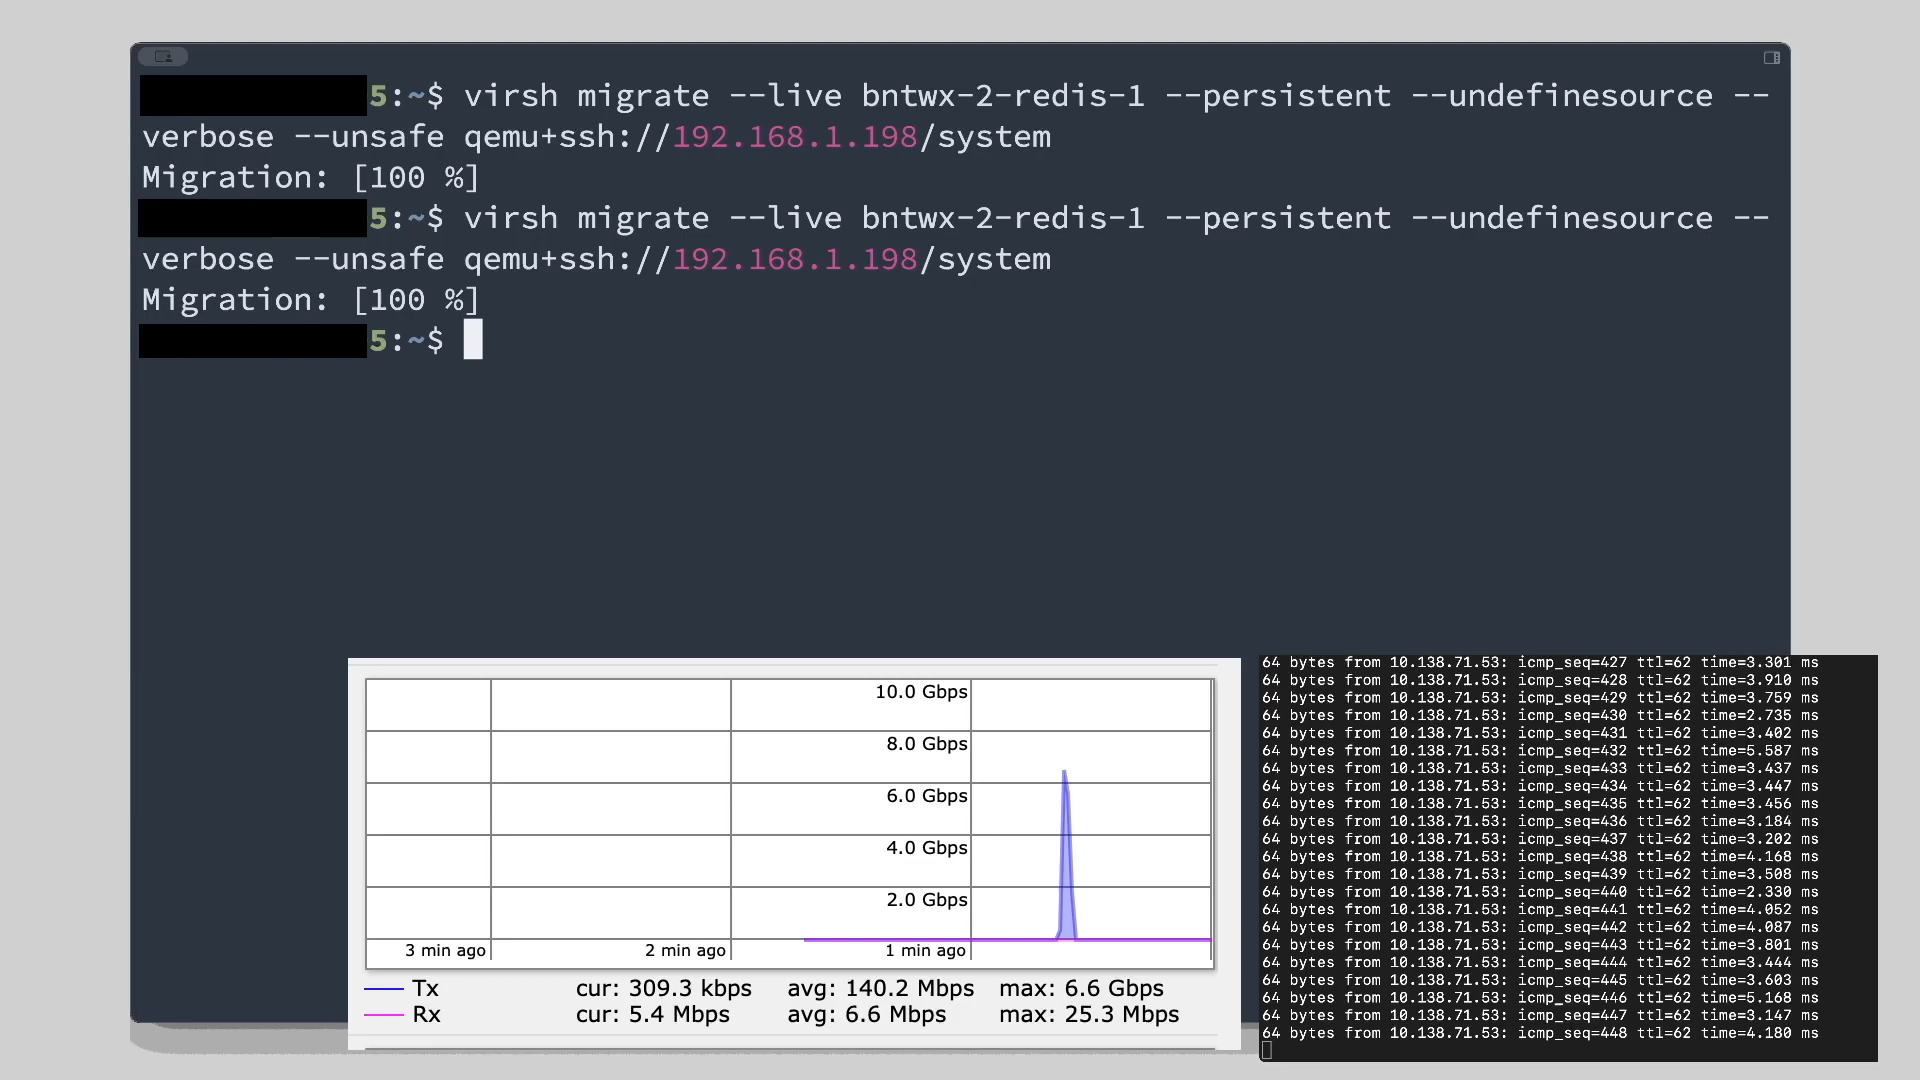 5:~$ virsh migrate --live bntwx-2-redis-1 --persistent --undefinesource --
verbose --unsafe qemu+ssh://192.168.1.198/system
Migration: [100 %]
5:~$ virsh migrate --live bntwx-2-redis-1 --persistent --undefinesource --
verbose --unsafe qemu+ssh://192.168.1.198/system
Migration: [100 %]
5:~$
10.0 Gbps
8.0 Gbps
6.0 Gbps
4.0 Gbps
2.0 Gbps
3 min ago 2 min ago 1 min ago
Tx cur: 309.3 kbps avg: 140.2 Mbps max: 6.6 Gbps
Rx cur: 5.4 Mbps avg: 6.6 Mbps max: 25.3 Mbps
64 bytes from 10.138.71.53: icmp_seq=427 ttl=62 time=3.301 ms
64 bytes from 10.138.71.53: icmp_seq=428 ttl=62 time=3.910 ms
64 bytes from 10.138.71.53: icmp_seq=429 ttl=62 time=3.759 ms
64 bytes from 10.138.71.53: icmp_seq=430 ttl=62 time=2.735 ms
64 bytes from 10.138.71.53: icmp_seq=431 ttl=62 time=3.402 ms
64 bytes from 10.138.71.53: icmp_seq=432 ttl=62 time=5.587 ms
64 bytes from 10.138.71.53: icmp_seq=433 ttl=62 time=3.437 ms
64 bytes from 10.138.71.53: icmp_seq=434 ttl=62 time=3.447 ms
64 bytes from 10.138.71.53: icmp_seq=435 ttl=62 time=3.456 ms
64 bytes from 10.138.71.53: icmp_seq=436 ttl=62 time=3.184 ms
64 bytes from 10.138.71.53: icmp_seq=437 ttl=62 time=3.202 ms
64 bytes from 10.138.71.53: icmp_seq=438 ttl=62 time=4.168 ms
64 bytes from 10.138.71.53: icmp_seq=439 ttl=62 time=3.508 ms
64 bytes from 10.138.71.53: icmp_seq=440 ttl=62 time=2.330 ms
64 bytes from 10.138.71.53: icmp_seq=441 ttl=62 time=4.052 ms
64 bytes from 10.138.71.53: icmp_seq=442 ttl=62 time=4.087 ms
64 bytes from 10.138.71.53: icmp_seq=443 ttl=62 time=3.801 ms
64 bytes from 10.138.71.53: icmp_seq=444 ttl=62 time=3.444 ms
64 bytes from 10.138.71.53: icmp_seq=445 ttl=62 time=3.603 ms
64 bytes from 10.138.71.53: icmp_seq=446 ttl=62 time=5.168 ms
64 bytes from 10.138.71.53: icmp_seq=447 ttl=62 time=3.147 ms
64 bytes from 10.138.71.53: icmp_seq=448 ttl=62 time=4.180 ms